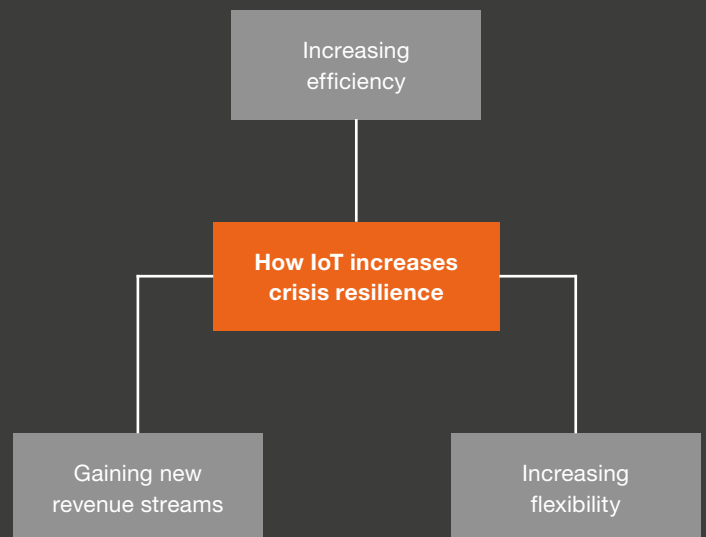 Increasing
efficiency
How IoT increases
crisis resilience
Gaining new
revenue streams
Increasing
flexibility